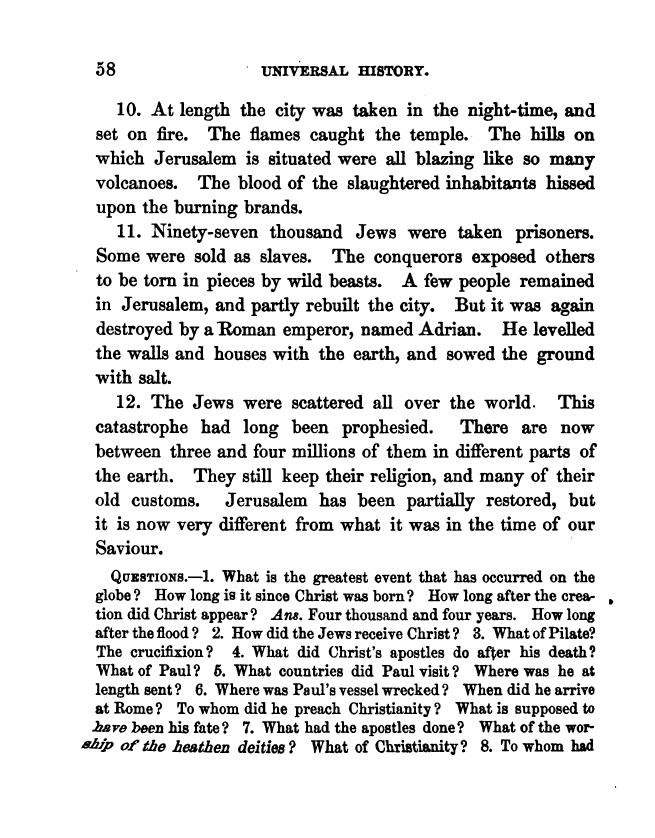 58 UNIVERSAL HISTORY.
10. At length the city was taken in the night-time, and
set on fire. The flames caught the temple. The hills on
which Jerusalem is situated were all blazing like so many
volcanoes. The blood of the slaughtered inhabitants hissed
upon the burning brands.
11. Ninety-seven thousand Jews were taken prisoners.
Some were sold as slaves. The conquerors exposed others
to be torn in pieces by wild beasts. A few people remained
in Jerusalem, and partly rebuilt the city. But it was again
destroyed by a Roman emperor, named Adrian. He levelled
the walls and houses with the earth, and sowed the ground
with salt.
12. The Jews were scattered all over the world. This
catastrophe had long been prophesied. There are now
between three and four millions of them in different parts of
the earth. They still keep their religion, and many of their
old customs. Jerusalem has been partially restored, but
it is now very different from what it was in the time of our
Saviour.
QUESTIONS.—1. What is the greatest event that has occurred on the
globe? How long is it since Christ was born? How long after the crea-
tion did Christ appear? Ans. Four thousand and four years. How long
after the flood? 2. How did the Jews receive Christ? 3. What of Pilate?
The crucifixion? 4. What did Christ's apostles do after his death?
What of Paul? 5. What countries did Paul visit? Where was he at
length sent? 6. Where was Paul's vessel wrecked? When did he arrive
at Rome? To whom did he preach Christianity? What is supposed to
have been his fate? 7. What had the apostles done? What of the wor-
ship of the heathen deities? What of Christianity? 8. To whom had